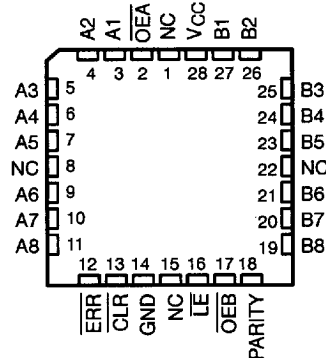 A2 A1 OEA NC VCC B1 B2
4 3 2 1 28 27 26
A3 5 25 B3
A4 6 24 B4
A5 7 23 B5
NC 8 22 NC
A6 9 21 B6
A7 10 20 B7
A8 11 19 B8
12 13 14 15 16 17 18
ERR CLR GND NC LE OEB PARITY